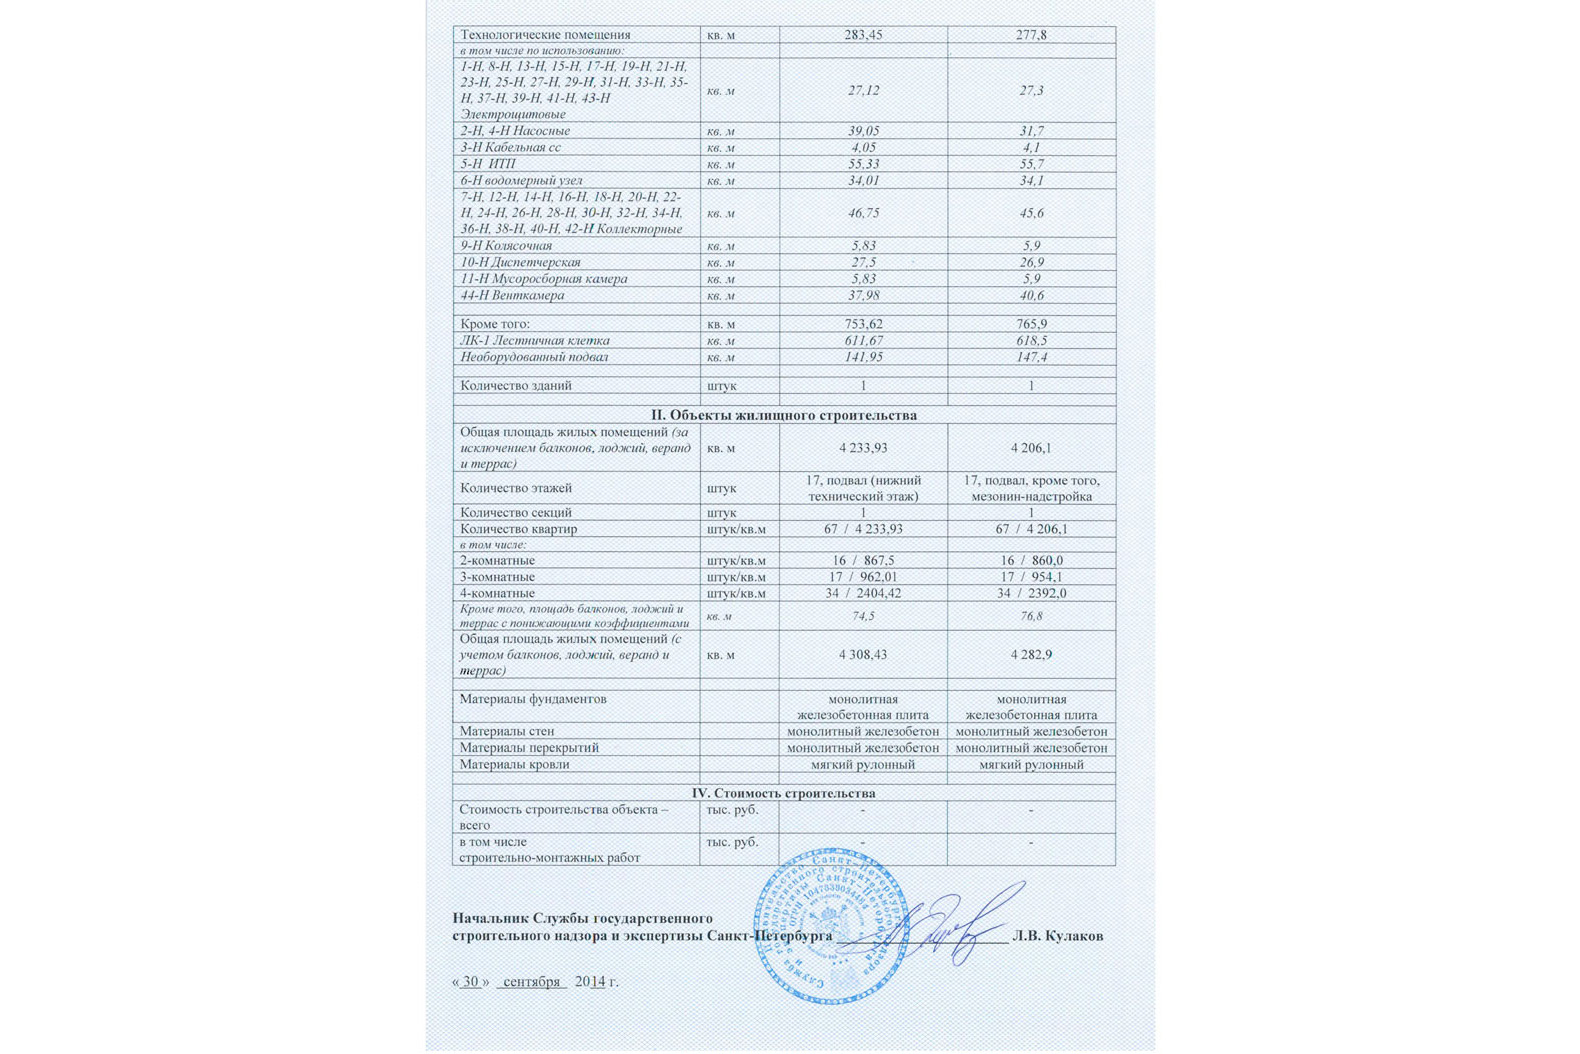 Технологические помещения кв. м 283,45 277,8
в том числе по использованию:
1-Н, 8-Н, 13-Н, 15-Н, 17-Н, 19-Н, 21-Н,
23-Н, 25-Н, 27-Н, 29-Н, 31-Н, 33-Н, 35-
Н, 37-Н, 39-Н, 41-Н, 43-Н
Электрощитовые кв. м 27,12 27,3
2-Н, 4-Н Насосные кв. м 39,05 31,7
3-Н Кабельная сс кв. м 4,05 4,1
5-Н ИТП кв. м 55,33 55,7
6-Н водомерный узел кв. м 34,01 34,1
7-Н, 12-Н, 14-Н, 16-Н, 18-Н, 20-Н, 22-
Н, 24-Н, 26-Н, 28-Н, 30-Н, 32-Н, 34-Н,
36-Н, 38-Н, 40-Н, 42-Н Коллекторные кв. м 46,75 45,6
9-Н Колясочная кв. м 5,83 5,9
10-Н Диспетчерская кв. м 27,5 26,9
11-Н Мусоросборная камера кв. м 5,83 5,9
44-Н Венткамера кв. м 37,98 40,6
Кроме того: кв. м 753,62 765,9
ЛК-1 Лестничная клетка кв. м 611,67 618,5
Необорудованный подвал кв. м 141,95 147,4
Количество зданий штук 1 1
II. Объекты жилищного строительства
Общая площадь жилых помещений (за
исключением балконов, лоджий, веранд
и террас) кв. м 4 233,93 4 206,1
Количество этажей штук 17, подвал (нижний технический этаж) 17, подвал, кроме того, мезонин-надстройка
Количество секций штук 1 1
Количество квартир штук/кв.м 67 / 4 233,93 67 / 4 206,1
в том числе:
2-комнатные штук/кв.м 16 / 867,5 16 / 860,0
3-комнатные штук/кв.м 17 / 962,01 17 / 954,1
4-комнатные штук/кв.м 34 / 2404,42 34 / 2392,0
Кроме того, площадь балконов, лоджий и
террас с понижающими коэффициентами кв. м 74,5 76,8
Общая площадь жилых помещений (с
учетом балконов, лоджий, веранд и
террас) кв. м 4 308,43 4 282,9
Материалы фундаментов монолитная железобетонная плита монолитная железобетонная плита
Материалы стен монолитный железобетон монолитный железобетон
Материалы перекрытий монолитный железобетон монолитный железобетон
Материалы кровли мягкий рулонный мягкий рулонный
IV. Стоимость строительства
Стоимость строительства объекта –
всего тыс. руб. - -
в том числе
строительно-монтажных работ тыс. руб. - -
Правительство Санкт-Петербурга
Служба государственного строительного надзора
и экспертизы Санкт-Петербурга
ОГРН 1047839034484
Начальник Службы государственного
строительного надзора и экспертизы Санкт-Петербурга Л.В. Кулаков
« 30 » сентября 2014 г.